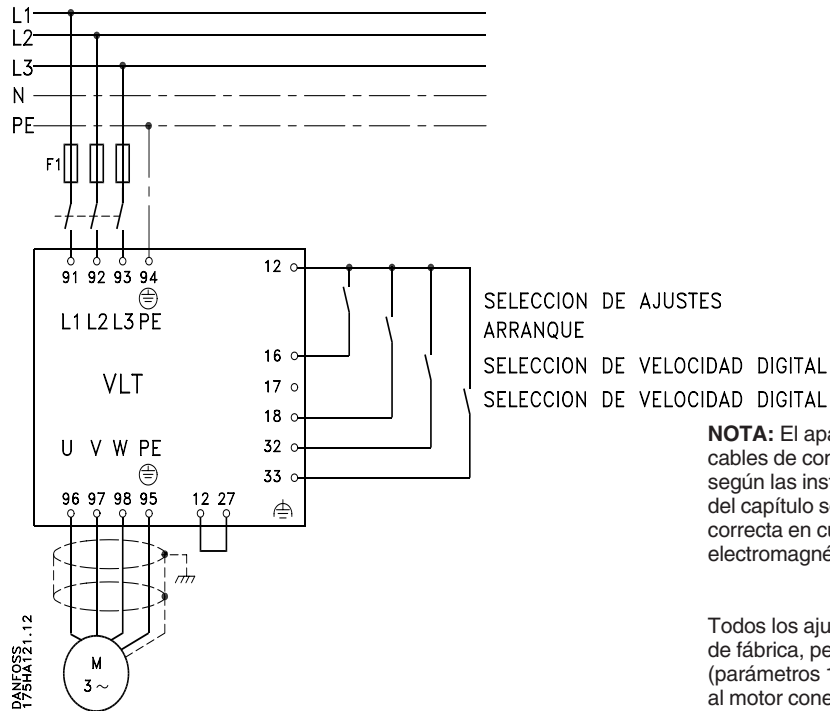 L1
L2
L3
N
PE
F1
91 92 93 94
L1 L2 L3 PE
VLT
U V W PE
96 97 98 95
12 27
12
16
17
18
32
33
SELECCION DE AJUSTES
ARRANQUE
SELECCION DE VELOCIDAD DIGITAL
SELECCION DE VELOCIDAD DIGITAL
M
3~
DANFOSS
175HA121.12
NOTA: El apa
cables de cor
según las inst
del capítulo s
correcta en cu
electromagné
Todos los aju
de fábrica, pe
(parámetros 1
al motor cone